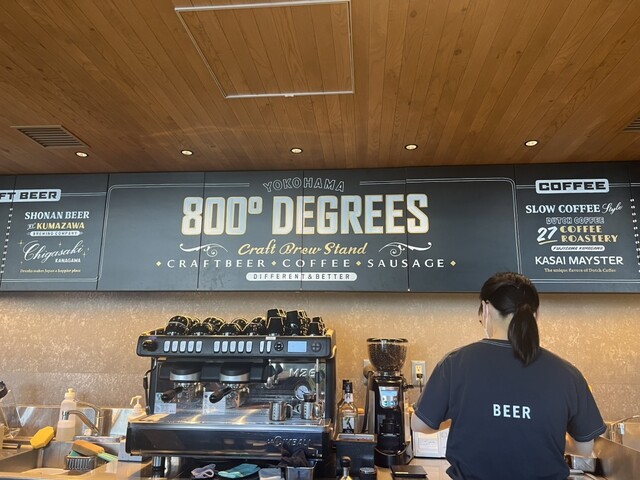 FT BEER
SHONAN BEER
KUMAZAWA
BREWING COMPANY
Chigasaki
KANAGAWA
YOKOHAMA
800° DEGREES
Craft Brew Stand
CRAFTBEER • COFFEE • SAUSAGE
DIFFERENT & BETTER
COFFEE
SLOW COFFEE Style
DUTCH COFFEE
27 COFFEE
ROASTERY
FUJISAWA KANAGAWA
KASAI MAYSTER
The unique flavors of Dutch Coffee
M26
BEER